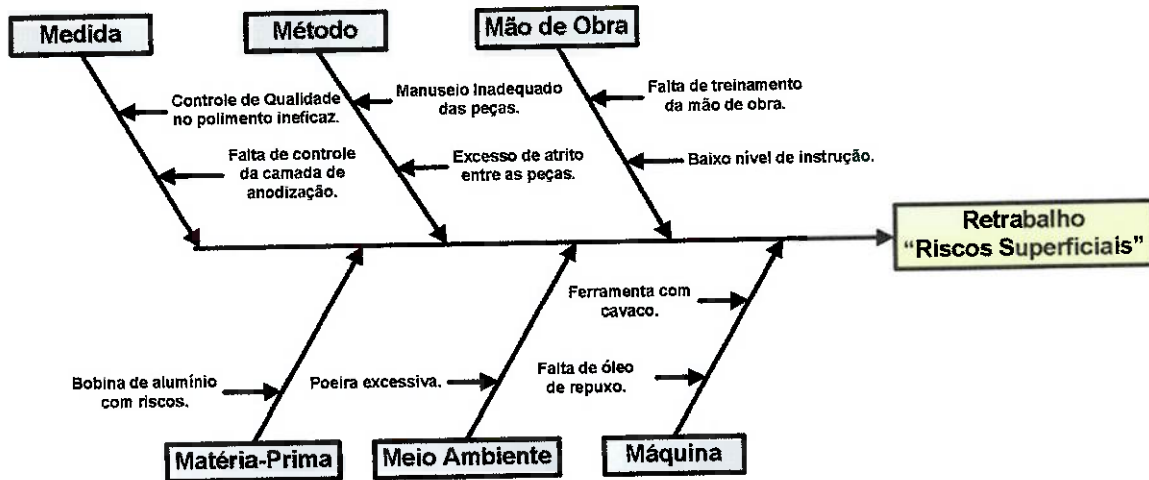 Medida
Método
Mão de Obra
Controle de Qualidade
no polimento ineficaz.
Falta de controle
da camada de
anodização.
Manuseio Inadequado
das peças.
Excesso de atrito
entre as peças.
Falta de treinamento
da mão de obra.
Baixo nível de instrução.
Retrabalho
“Riscos Superficiais”
Bobina de alumínio
com riscos.
Poeira excessiva.
Ferramenta com
cavaco.
Falta de óleo
de repuxo.
Matéria-Prima
Meio Ambiente
Máquina